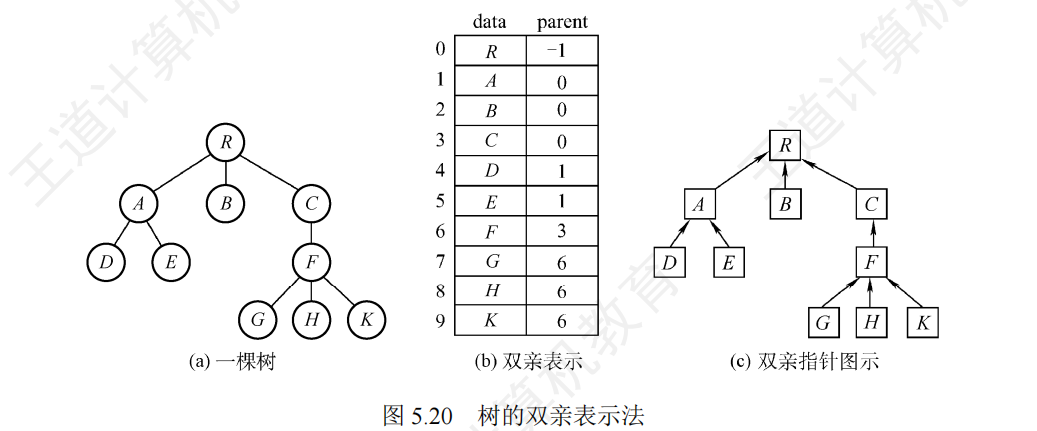 data parent
0 R -1
1 A 0
2 B 0
3 C 0
4 D 1
5 E 1
6 F 3
7 G 6
8 H 6
9 K 6
R
A B C
D E F
G H K
R
A B C
D E F
G H K
(a) 一棵树
(b) 双亲表示
(c) 双亲指针图示
图 5.20 树的双亲表示法
王道计算机
王道计算机教育
道计算机